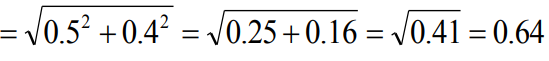 = √(0.5² + 0.4²) = √(0.25 + 0.16) = √0.41 = 0.64